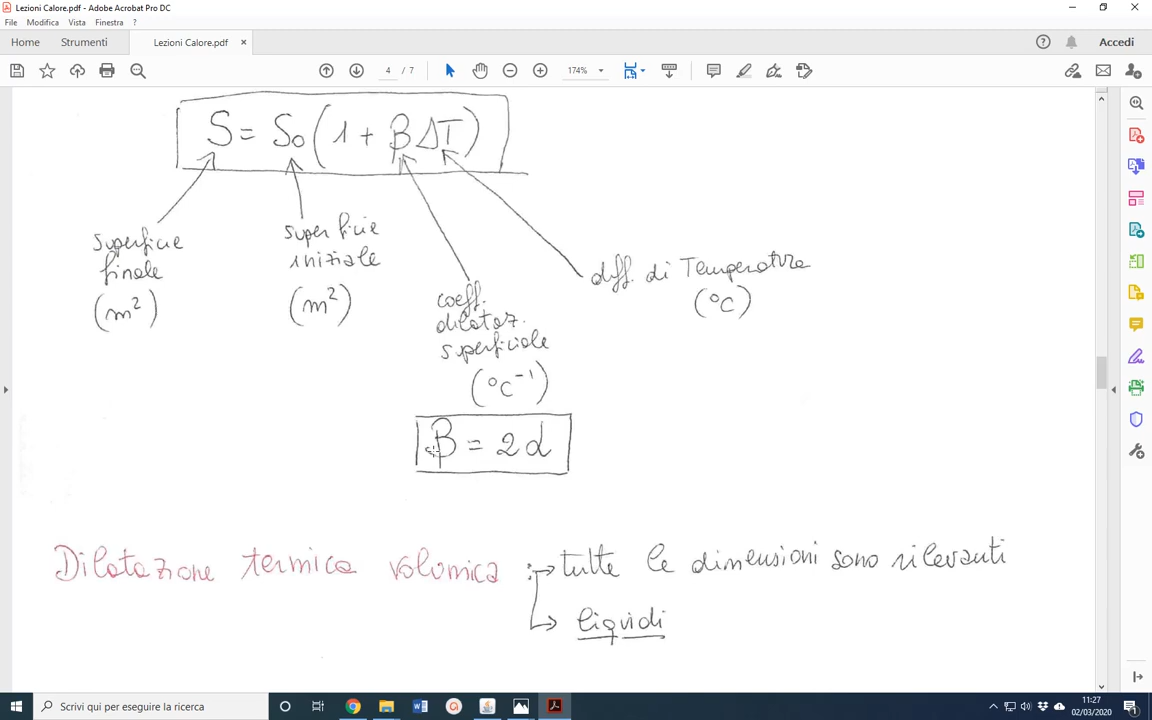 Lezioni Calore.pdf - Adobe Acrobat Pro DC
File Modifica Vista Finestra ?
Home Strumenti Lezioni Calore.pdf × Accedi
4 / 7 174%
S = S₀ (1 + β ΔT)
superficie finale (m²)
superficie iniziale (m²)
coeff. dilataz. superficiale (°C⁻¹)
diff. di Temperatura (°C)
β = 2α
Dilatazione termica volumica : → tutte le dimensioni sono rilevanti
→ liquidi
Scrivi qui per eseguire la ricerca
11:27
02/03/2020